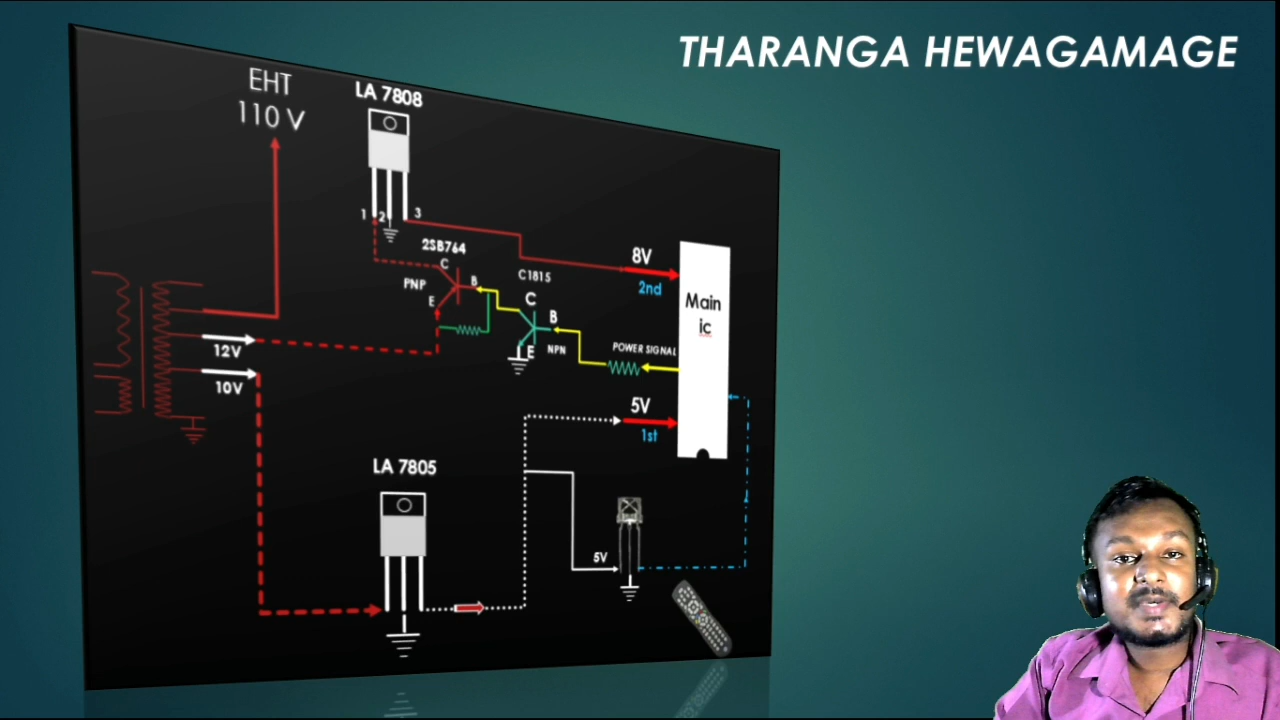 THARANGA HEWAGAMAGE
EHT
110 V
LA 7808
1
2
3
2SB764
C
PNP
B
E
C1815
C
B
E
NPN
8V
2nd
Main
ic
POWER SIGNAL
12V
10V
5V
1st
LA 7805
5V